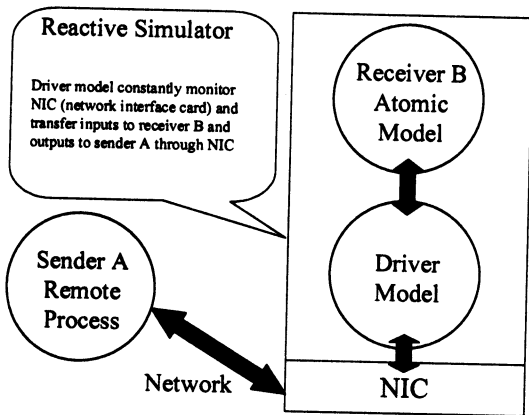 Reactive Simulator
Driver model constantly monitor
NIC (network interface card) and
transfer inputs to receiver B and
outputs to sender A through NIC
Receiver B
Atomic
Model
Sender A
Remote
Process
Driver
Model
Network
NIC